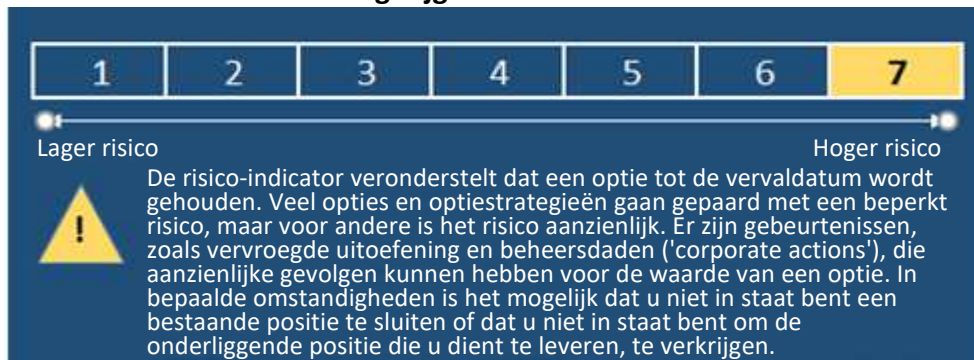 1 2 3 4 5 6 7
Lager risico Hoger risico
De risico-indicator veronderstelt dat een optie tot de vervaldatum wordt
gehouden. Veel opties en optiestrategieën gaan gepaard met een beperkt
! risico, maar voor andere is het risico aanzienlijk. Er zijn gebeurtenissen,
zoals vervroegde uitoefening en beheersdaden ('corporate actions'), die
aanzienlijke gevolgen kunnen hebben voor de waarde van een optie. In
bepaalde omstandigheden is het mogelijk dat u niet in staat bent een
bestaande positie te sluiten of dat u niet in staat bent om de
onderliggende positie die u dient te leveren, te verkrijgen.